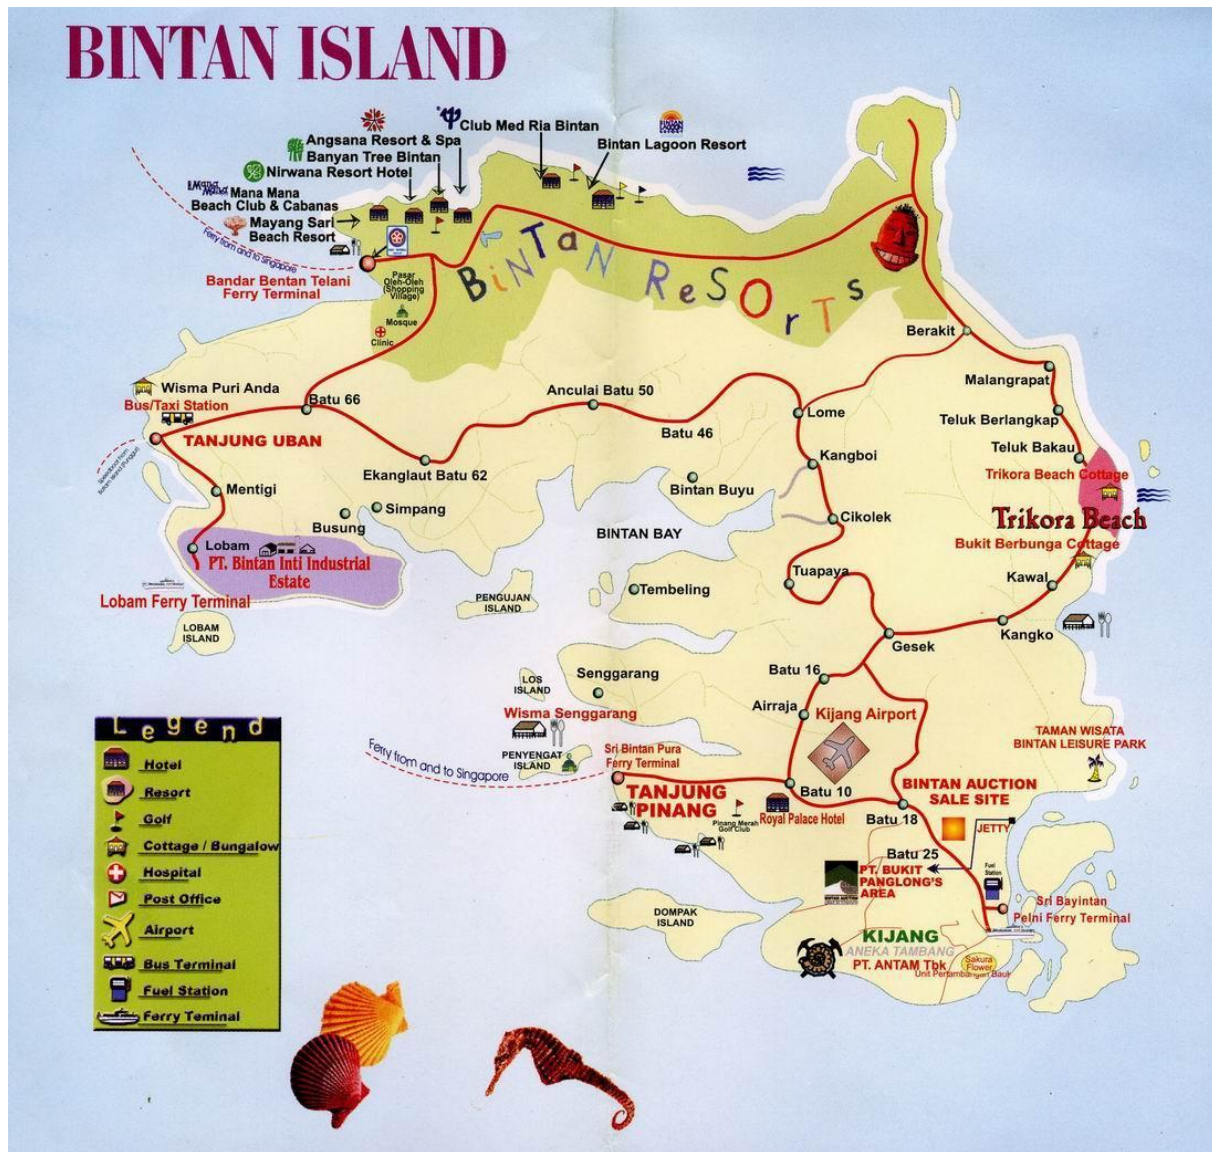 BINTAN ISLAND
Club Med Ria Bintan
Angsana Resort & Spa
Bintan Lagoon Resort
BINTAN
LAGOON
Banyan Tree Bintan
Nirwana Resort Hotel
Mana Mana
Beach Club & Cabanas
Mayang Sari
Beach Resort
Ferry from and to Singapore
Bandar Bentan Telani
Ferry Terminal
Pasar
Oleh-Oleh
(Shopping
Village)
Mosque
Clinic
BiNTaN ReSOrTs
Berakit
Malangrapat
Teluk Berlangkap
Teluk Bakau
Trikora Beach Cottage
Trikora Beach
Bukit Berbunga Cottage
Kawal
Kangko
Wisma Puri Anda
Bus/Taxi Station
TANJUNG UBAN
Batu 66
Anculai Batu 50
Batu 46
Lome
Ekanglaut Batu 62
Kangboi
Bintan Buyu
Cikolek
Mentigi
Simpang
Busung
Lobam
PT. Bintan Inti Industrial
Estate
Lobam Ferry Terminal
LOBAM
ISLAND
BINTAN BAY
Tuapaya
Tembeling
PENGUJAN
ISLAND
Gesek
Senggarang
Batu 16
LOS
ISLAND
Airraja
Kijang Airport
Wisma Senggarang
PENYENGAT
ISLAND
Sri Bintan Pura
Ferry Terminal
Ferry from and to Singapore
TANJUNG
PINANG
Pinang Merah
Golf Club
Royal Palace Hotel
Batu 10
Batu 18
BINTAN AUCTION
SALE SITE
TAMAN WISATA
BINTAN LEISURE PARK
JETTY
Batu 25
Fuel
Station
PT. BUKIT
PANGLONG'S
AREA
BINTAN AUCTION
Sri Bayintan
Pelni Ferry Terminal
DOMPAK
ISLAND
KIJANG
ANEKA TAMBANG
PT. ANTAM Tbk
Sakura
Flower
Legend
Hotel
Resort
Golf
Cottage / Bungalow
Hospital
Post Office
Airport
Bus Terminal
Fuel Station
Ferry Teminal